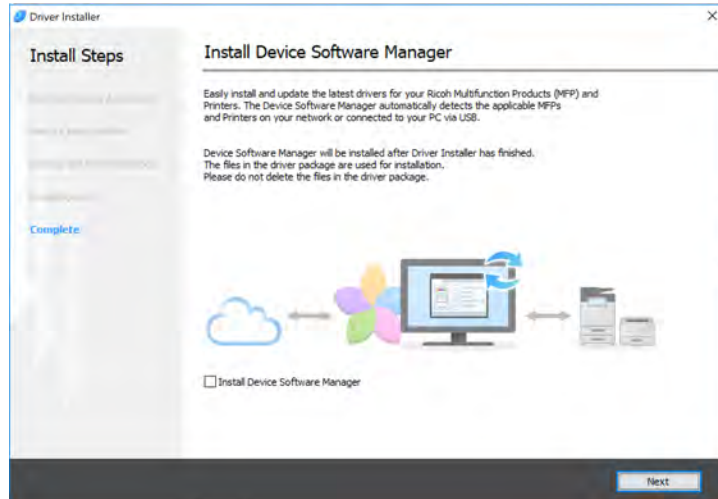 Driver Installer
Install Steps
Install Device Software Manager
Easily install and update the latest drivers for your Ricoh Multifunction Products (MFP) and
Printers. The Device Software Manager automatically detects the applicable MFPs
and Printers on your network or connected to your PC via USB.
Device Software Manager will be installed after Driver Installer has finished.
The files in the driver package are used for installation.
Please do not delete the files in the driver package.
Complete
Install Device Software Manager
Next